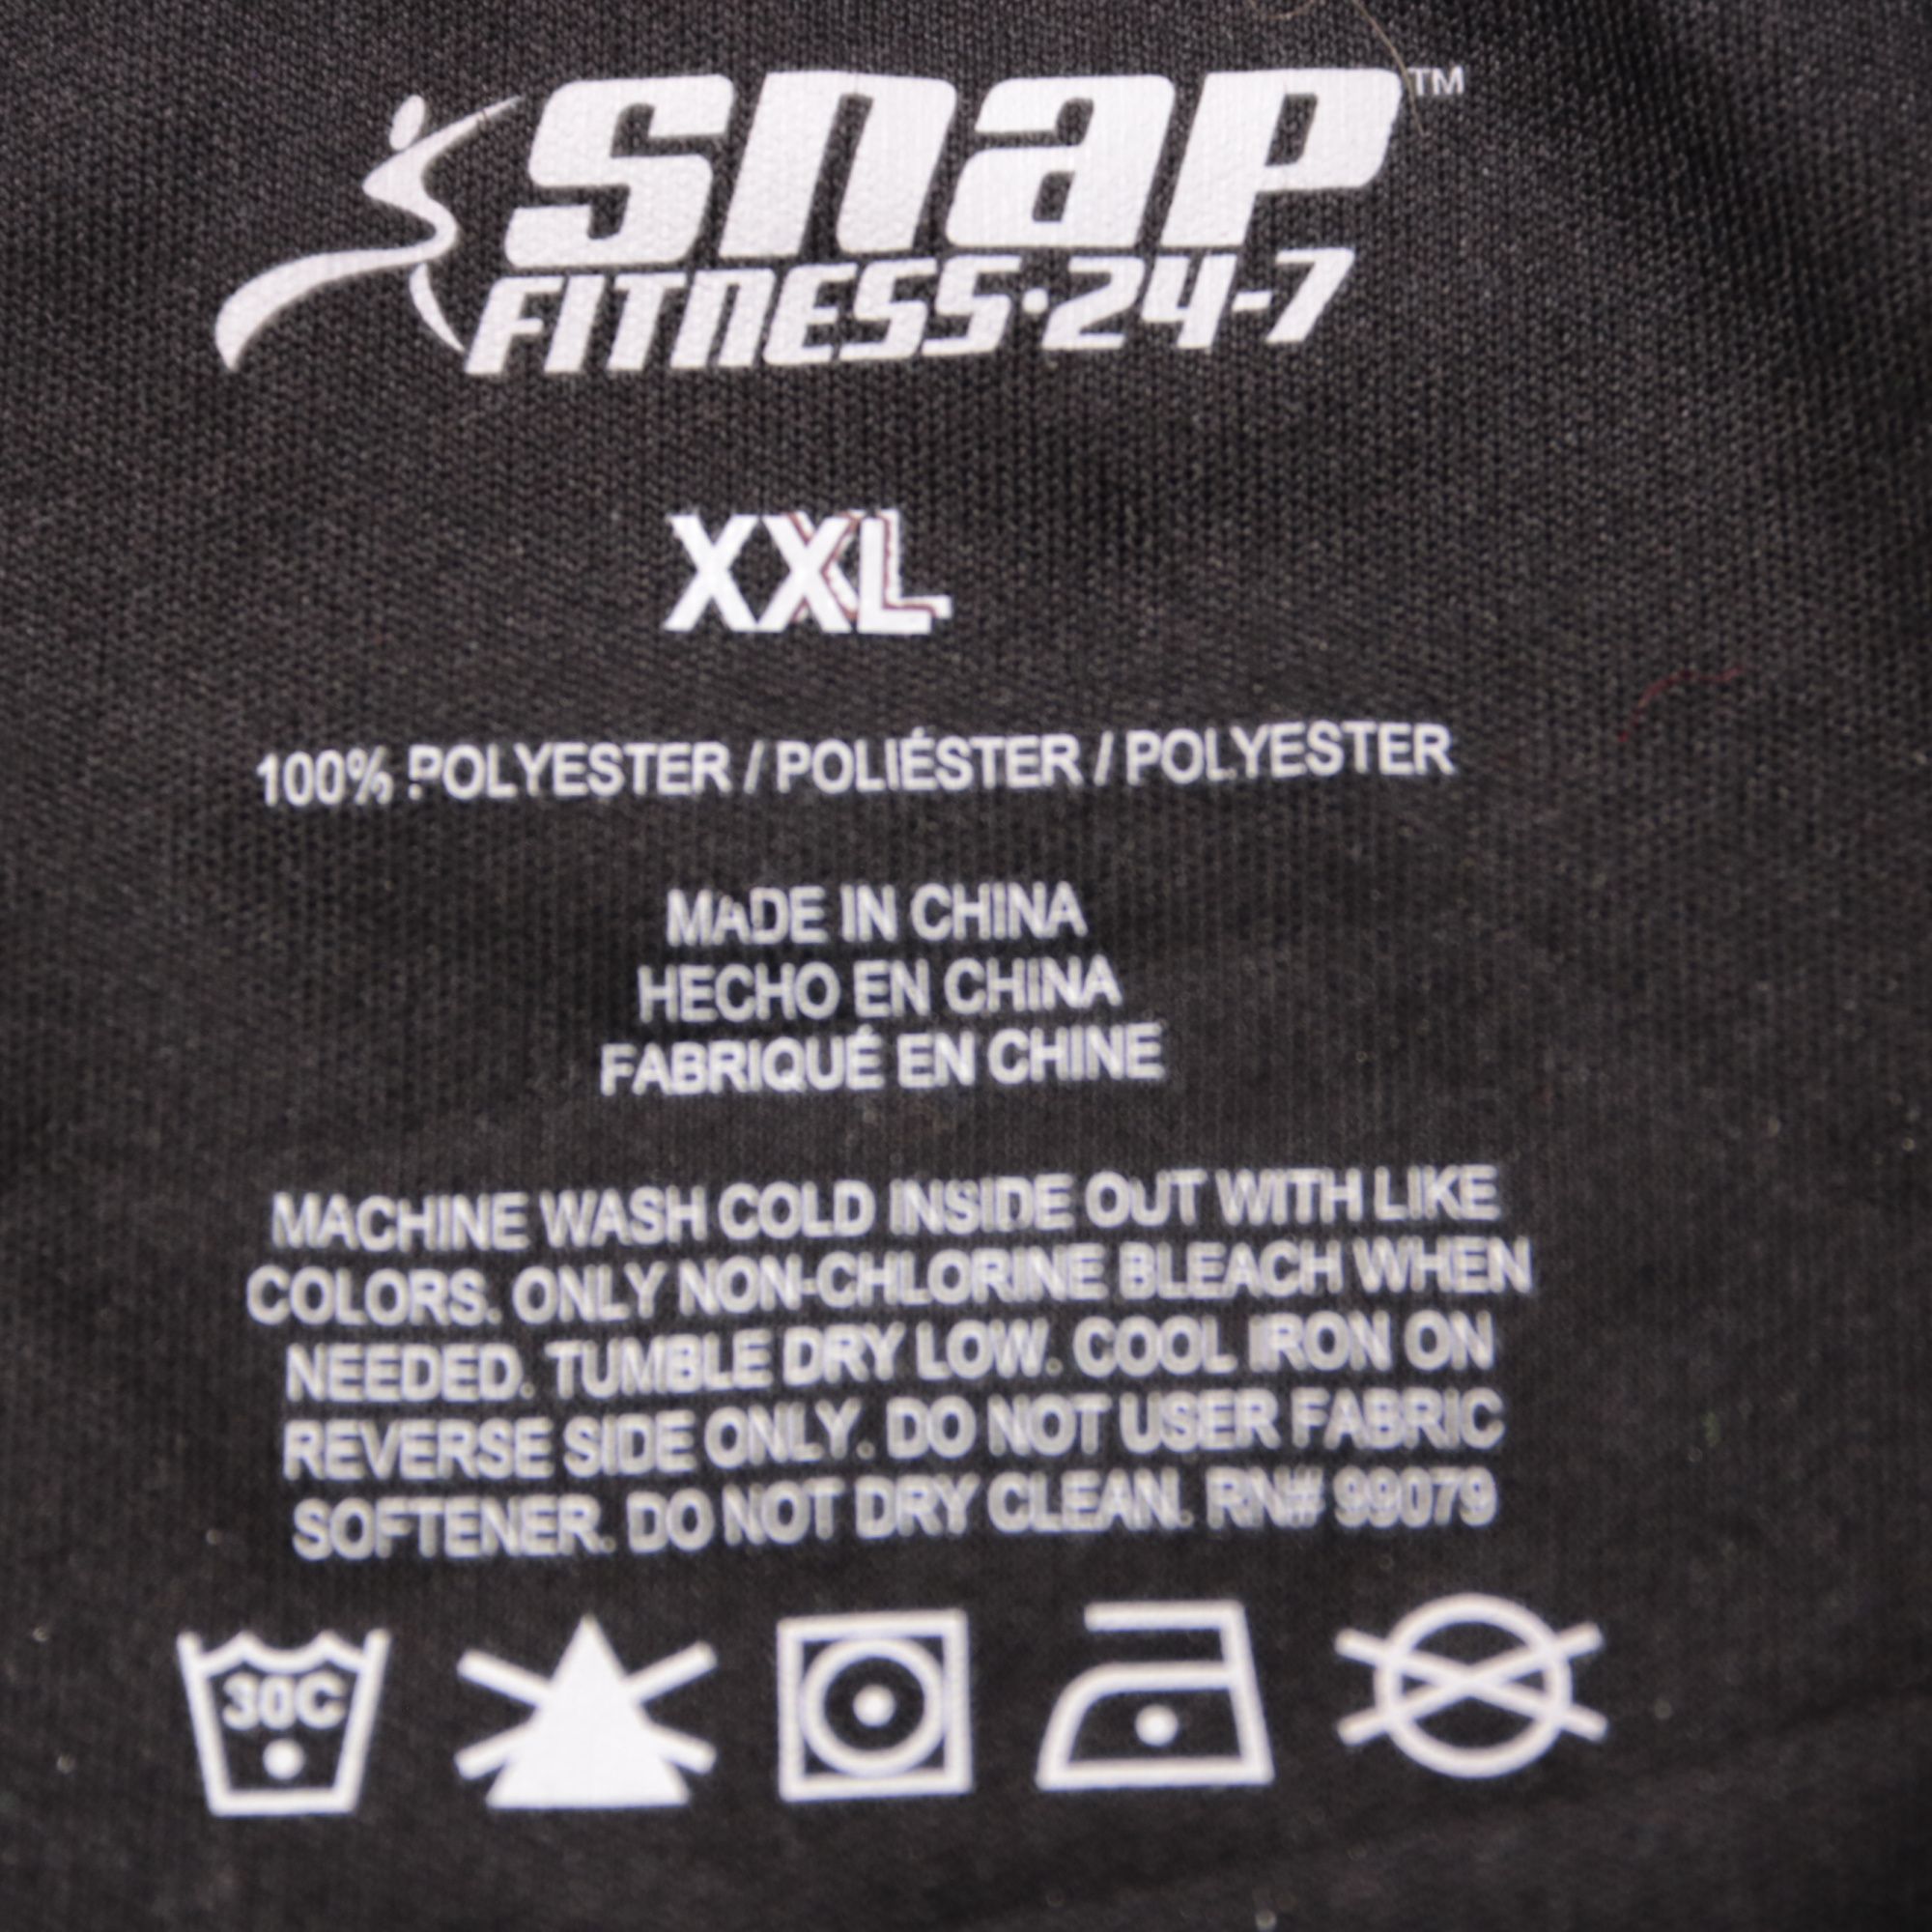 snap™
FITNESS·24-7
XXL
100% POLYESTER / POLIÉSTER / POLYESTER
MADE IN CHINA
HECHO EN CHINA
FABRIQUÉ EN CHINE
MACHINE WASH COLD INSIDE OUT WITH LIKE
COLORS. ONLY NON-CHLORINE BLEACH WHEN
NEEDED. TUMBLE DRY LOW. COOL IRON ON
REVERSE SIDE ONLY. DO NOT USER FABRIC
SOFTENER. DO NOT DRY CLEAN. RN# 99079
30C